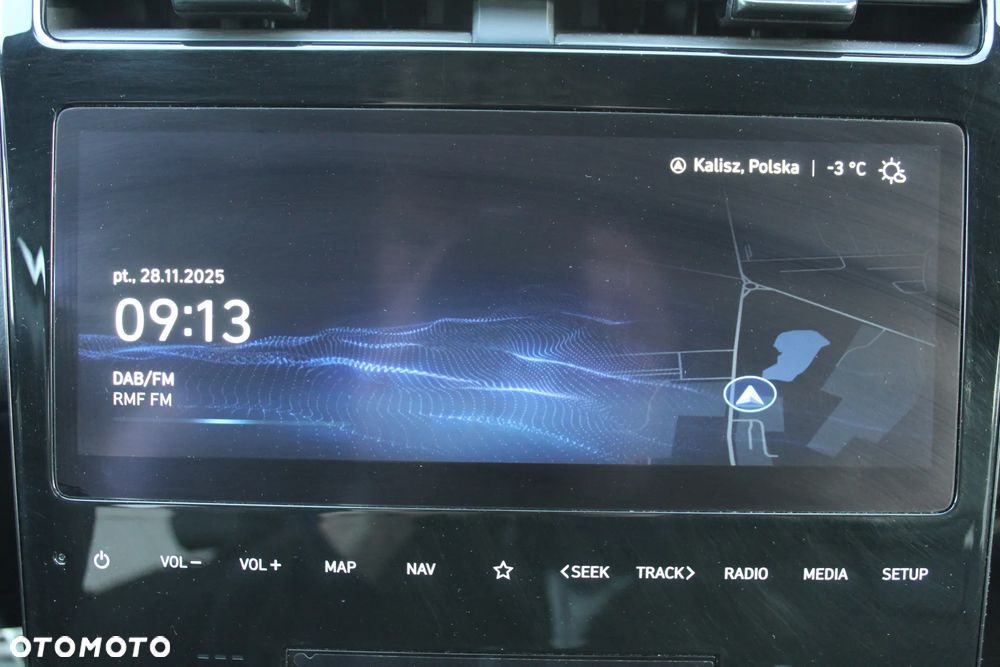 Kalisz, Polska | -3 °C
pt., 28.11.2025
09:13
DAB/FM
RMF FM
VOL− VOL+ MAP NAV <SEEK TRACK> RADIO MEDIA SETUP
OTOMOTO